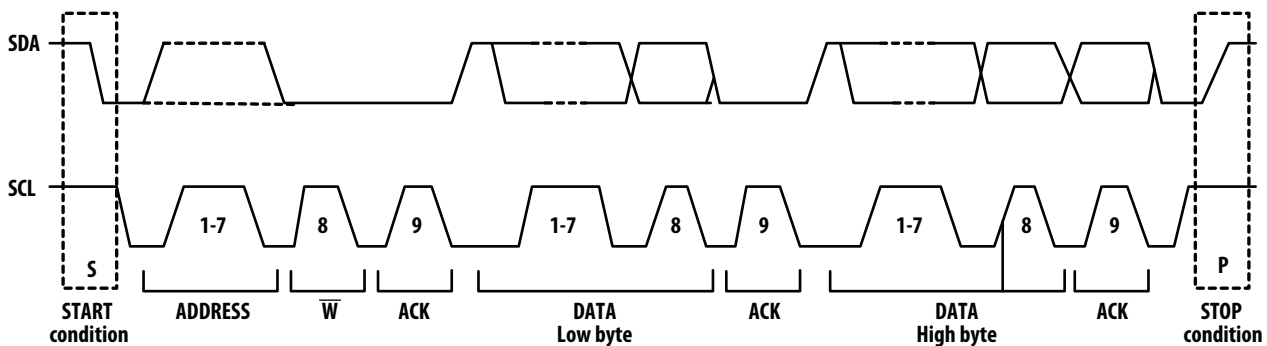 SDA
SCL
1-7 8 9 1-7 8 9 1-7 8 9
S P
START ADDRESS W̅ ACK DATA ACK DATA ACK STOP
condition Low byte High byte condition